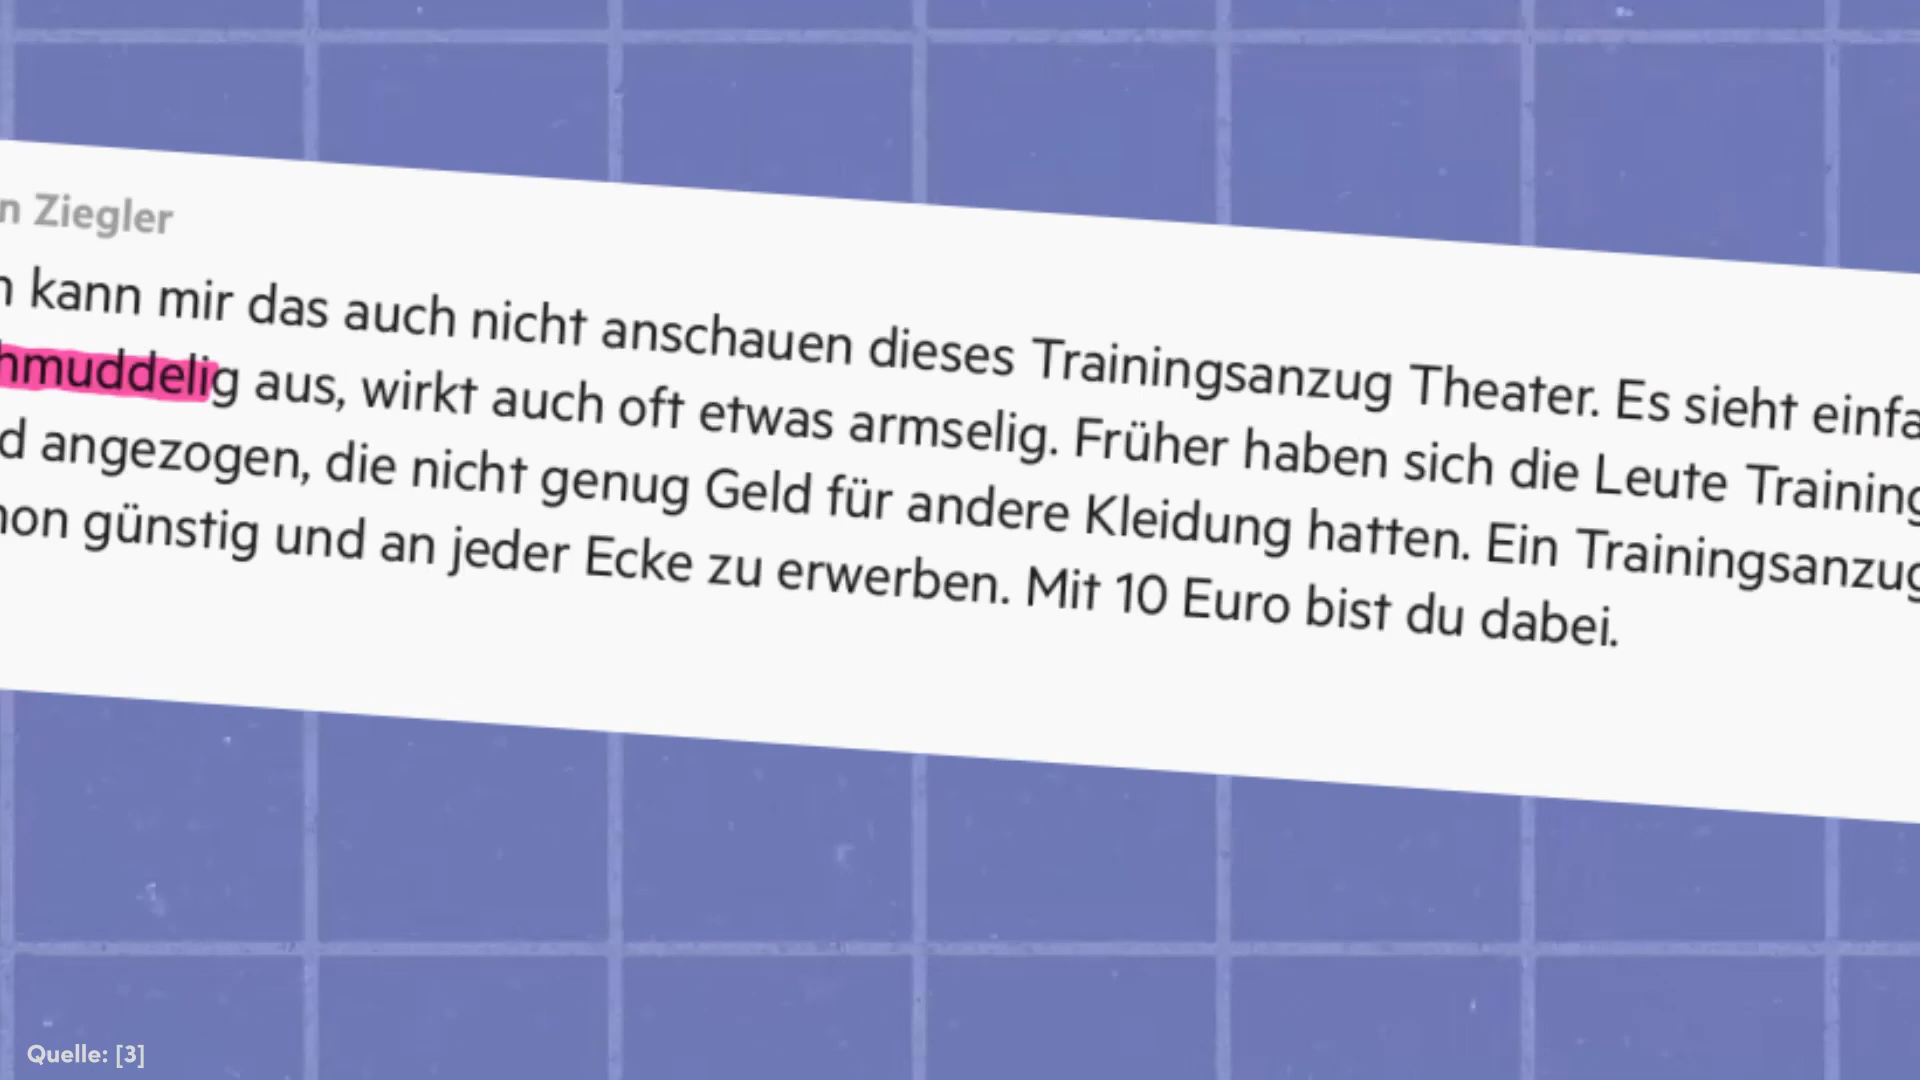 n Ziegler
kann mir das auch nicht anschauen dieses Trainingsanzug Theater. Es sieht einfa
hmuddelig aus, wirkt auch oft etwas armselig. Früher haben sich die Leute Training
d angezogen, die nicht genug Geld für andere Kleidung hatten. Ein Trainingsanzug
hon günstig und an jeder Ecke zu erwerben. Mit 10 Euro bist du dabei.
Quelle: [3]